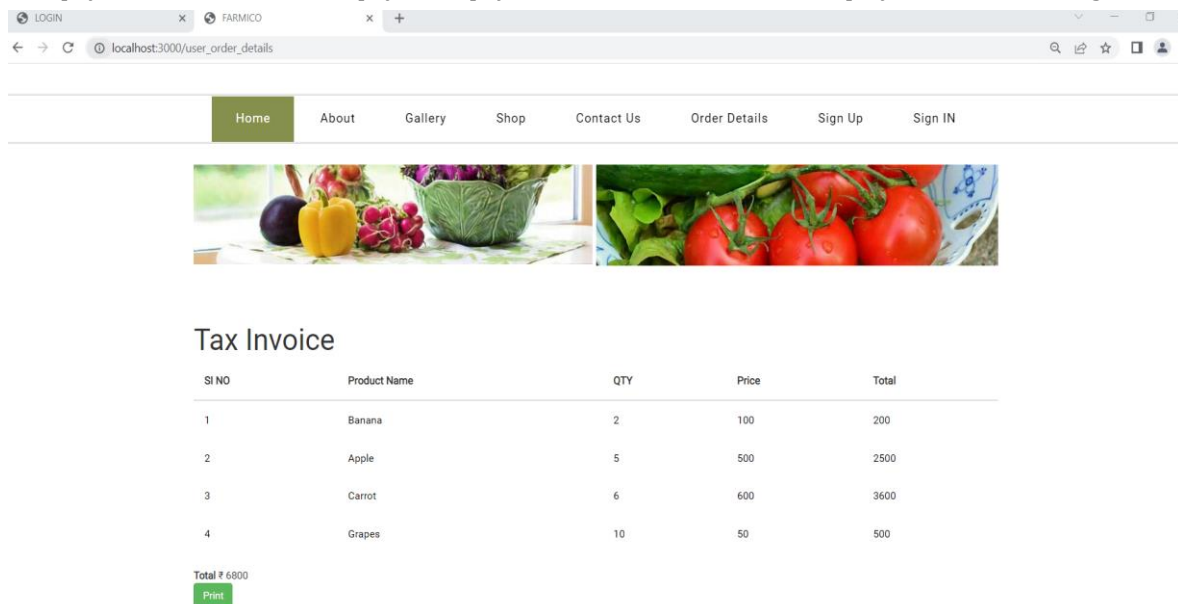 LOGIN FARMICO
localhost:3000/user_order_details
Home About Gallery Shop Contact Us Order Details Sign Up Sign IN
Tax Invoice
SI NO Product Name QTY Price Total
1 Banana 2 100 200
2 Apple 5 500 2500
3 Carrot 6 600 3600
4 Grapes 10 50 500
Total ₹ 6800
Print